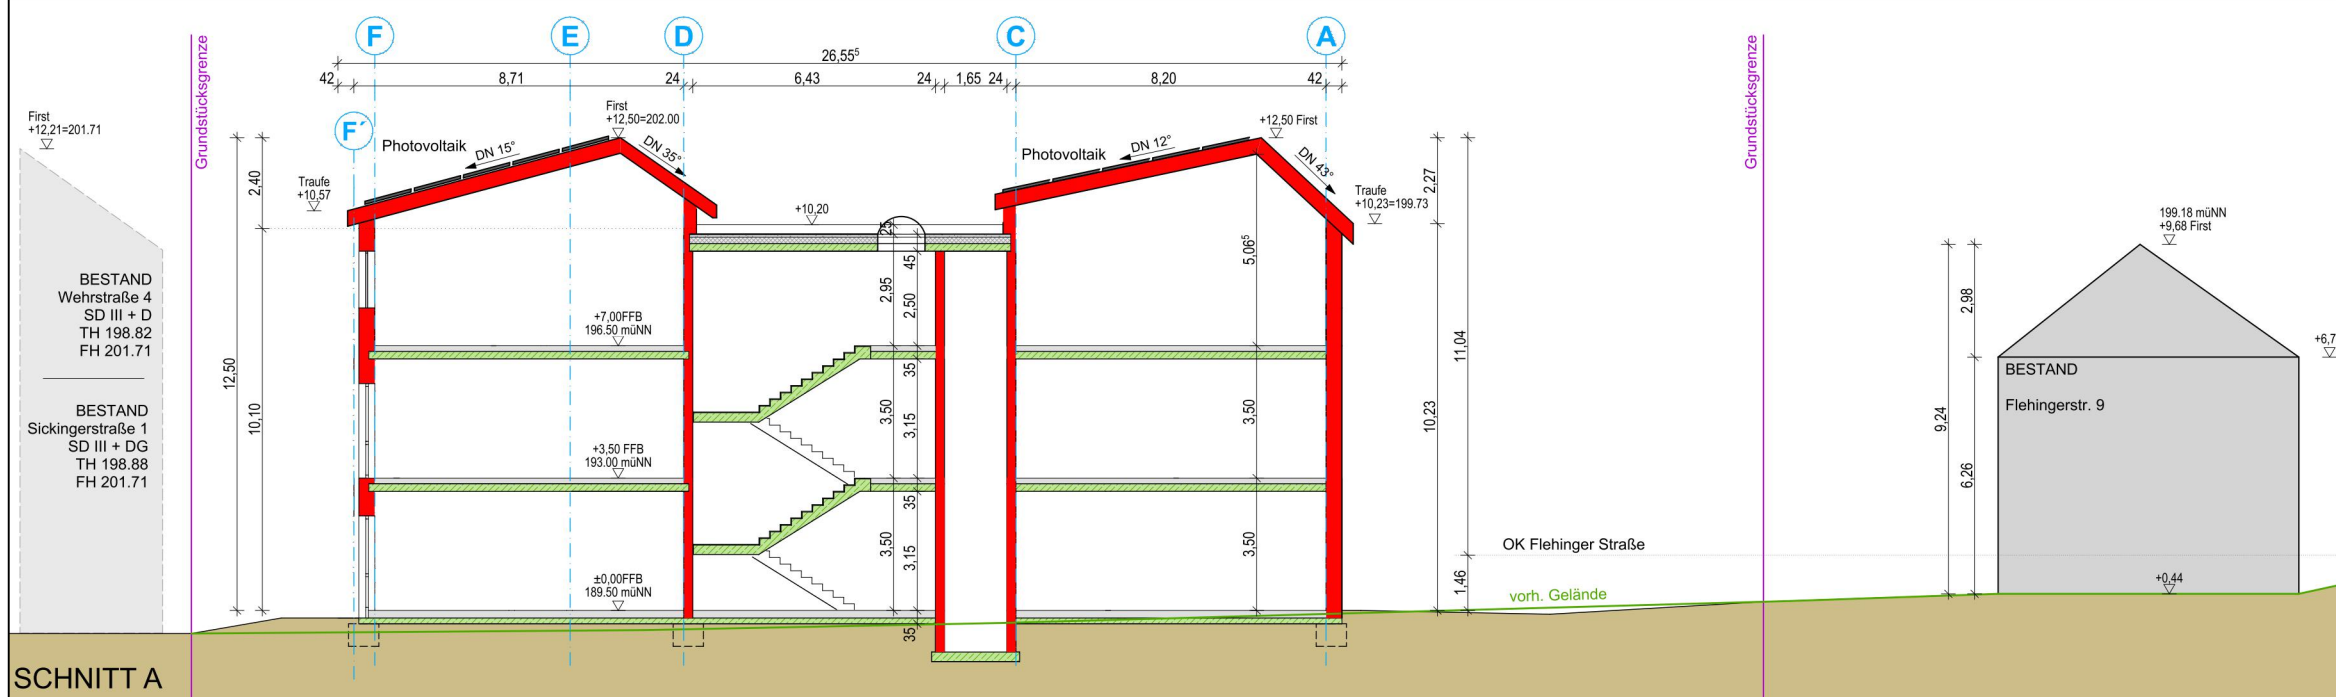 F
E
D
C
A
F´
26,55⁵
42
8,71
24
6,43
24
1,65
24
8,20
42
Grundstücksgrenze
Grundstücksgrenze
First
+12,21=201.71
First
+12,50=202.00
+12,50 First
Photovoltaik
DN 15°
DN 35°
Photovoltaik
DN 12°
DN 43°
Traufe
+10,57
Traufe
+10,23=199.73
+10,20
2,40
12,50
10,10
25
45
2,95
2,50
35
3,50
3,15
35
3,50
3,15
35
5,06⁵
3,50
3,50
2,27
11,04
10,23
1,46
BESTAND
Wehrstraße 4
SD III + D
TH 198.82
FH 201.71
BESTAND
Sickingerstraße 1
SD III + DG
TH 198.88
FH 201.71
+7,00FFB
196.50 müNN
+3,50 FFB
193.00 müNN
±0,00FFB
189.50 müNN
199.18 müNN
+9,68 First
2,98
9,24
6,26
+6,7
BESTAND
Flehingerstr. 9
+0,44
OK Flehinger Straße
vorh. Gelände
SCHNITT A